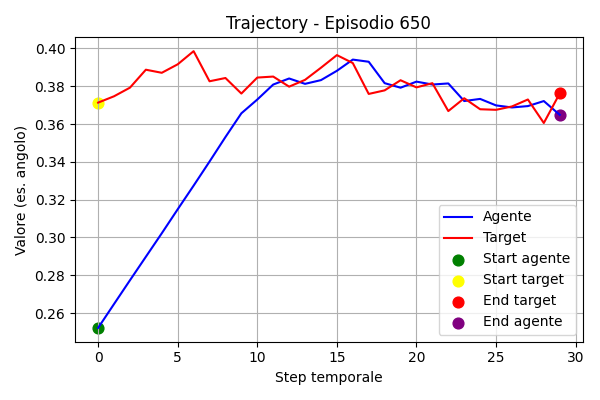 Trajectory - Episodio 650
Valore (es. angolo)
0.40
0.38
0.36
0.34
0.32
0.30
0.28
0.26
0 5 10 15 20 25 30
Step temporale
Agente
Target
Start agente
Start target
End target
End agente